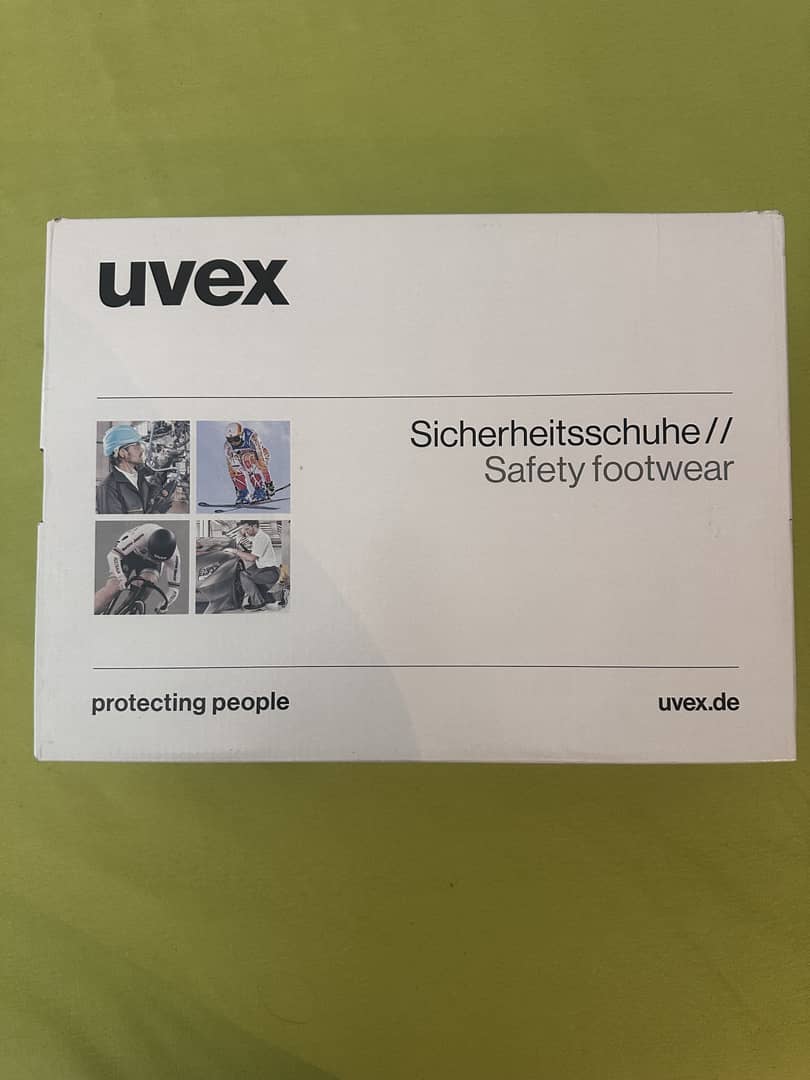 uvex
Sicherheitsschuhe//
Safety footwear
protecting people
uvex.de